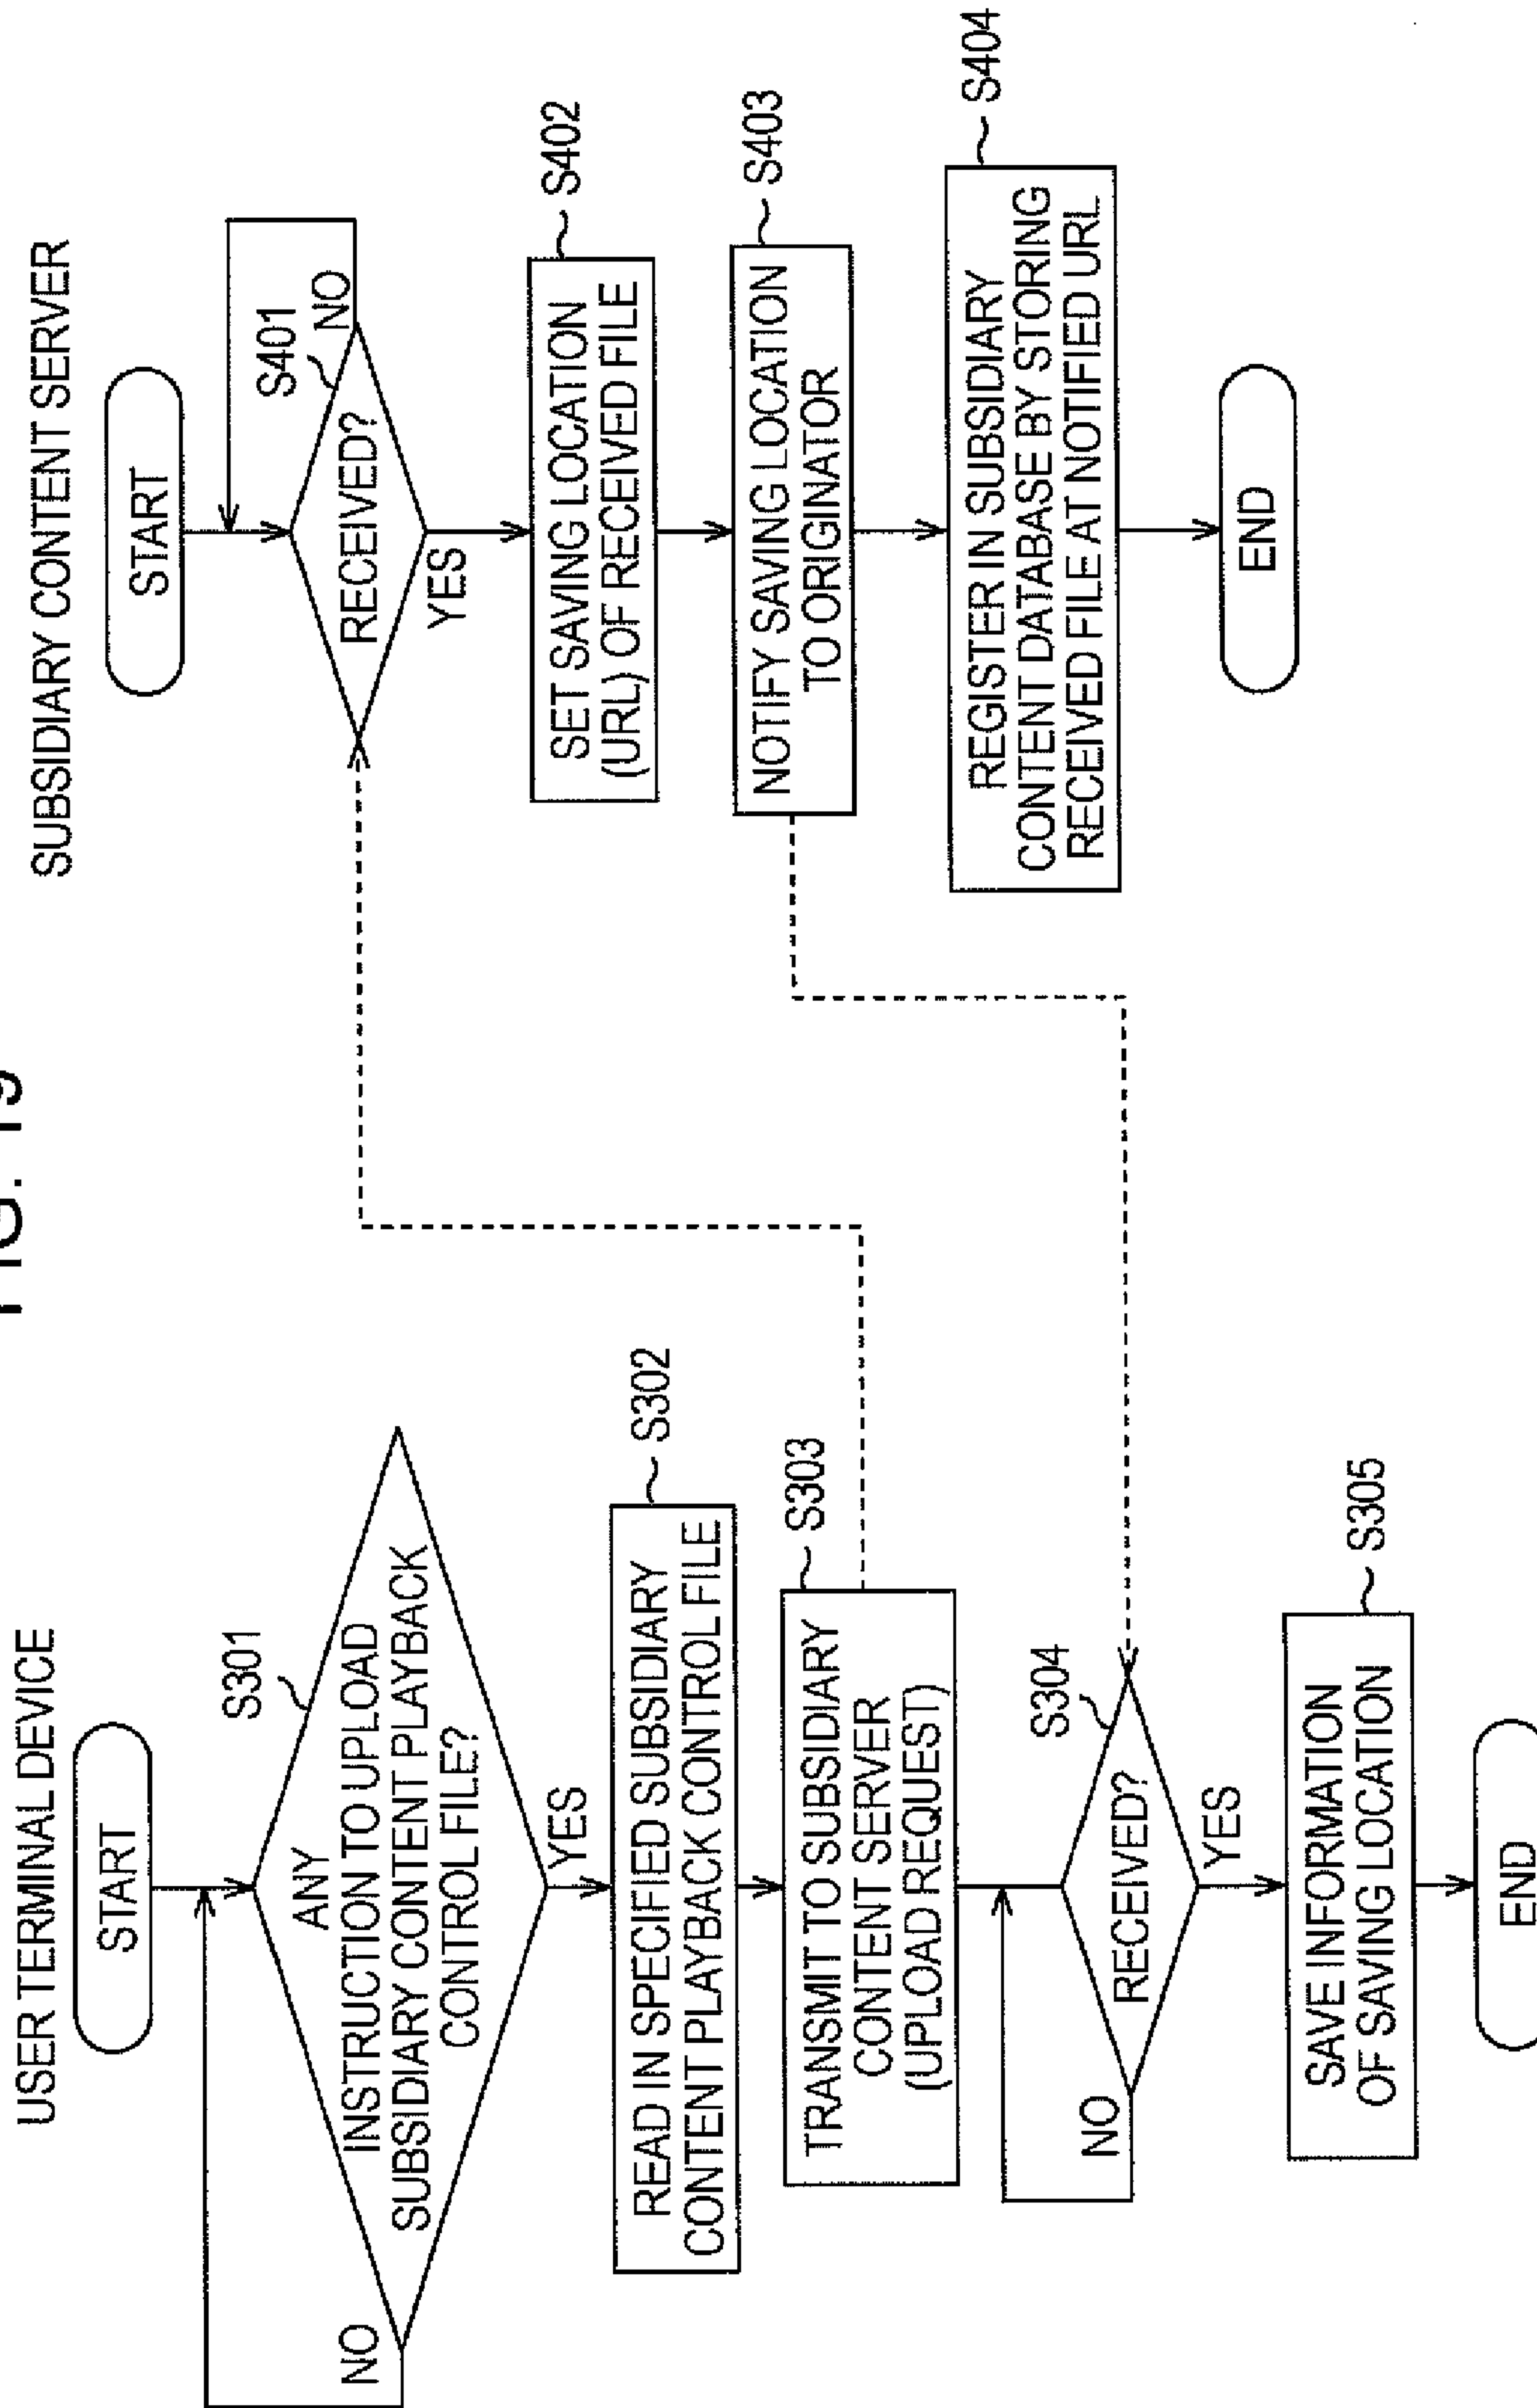 FIG. 19
USER TERMINAL DEVICE
START
S301
ANY
INSTRUCTION TO UPLOAD
SUBSIDIARY CONTENT PLAYBACK
CONTROL FILE?
NO
YES
S302
READ IN SPECIFIED SUBSIDIARY
CONTENT PLAYBACK CONTROL FILE
S303
TRANSMIT TO SUBSIDIARY
CONTENT SERVER
(UPLOAD REQUEST)
S304
RECEIVED?
NO
YES
S305
SAVE INFORMATION
OF SAVING LOCATION
END
SUBSIDIARY CONTENT SERVER
START
S401
RECEIVED?
NO
YES
S402
SET SAVING LOCATION
(URL) OF RECEIVED FILE
S403
NOTIFY SAVING LOCATION
TO ORIGINATOR
S404
REGISTER IN SUBSIDIARY
CONTENT DATABASE BY STORING
RECEIVED FILE AT NOTIFIED URL
END